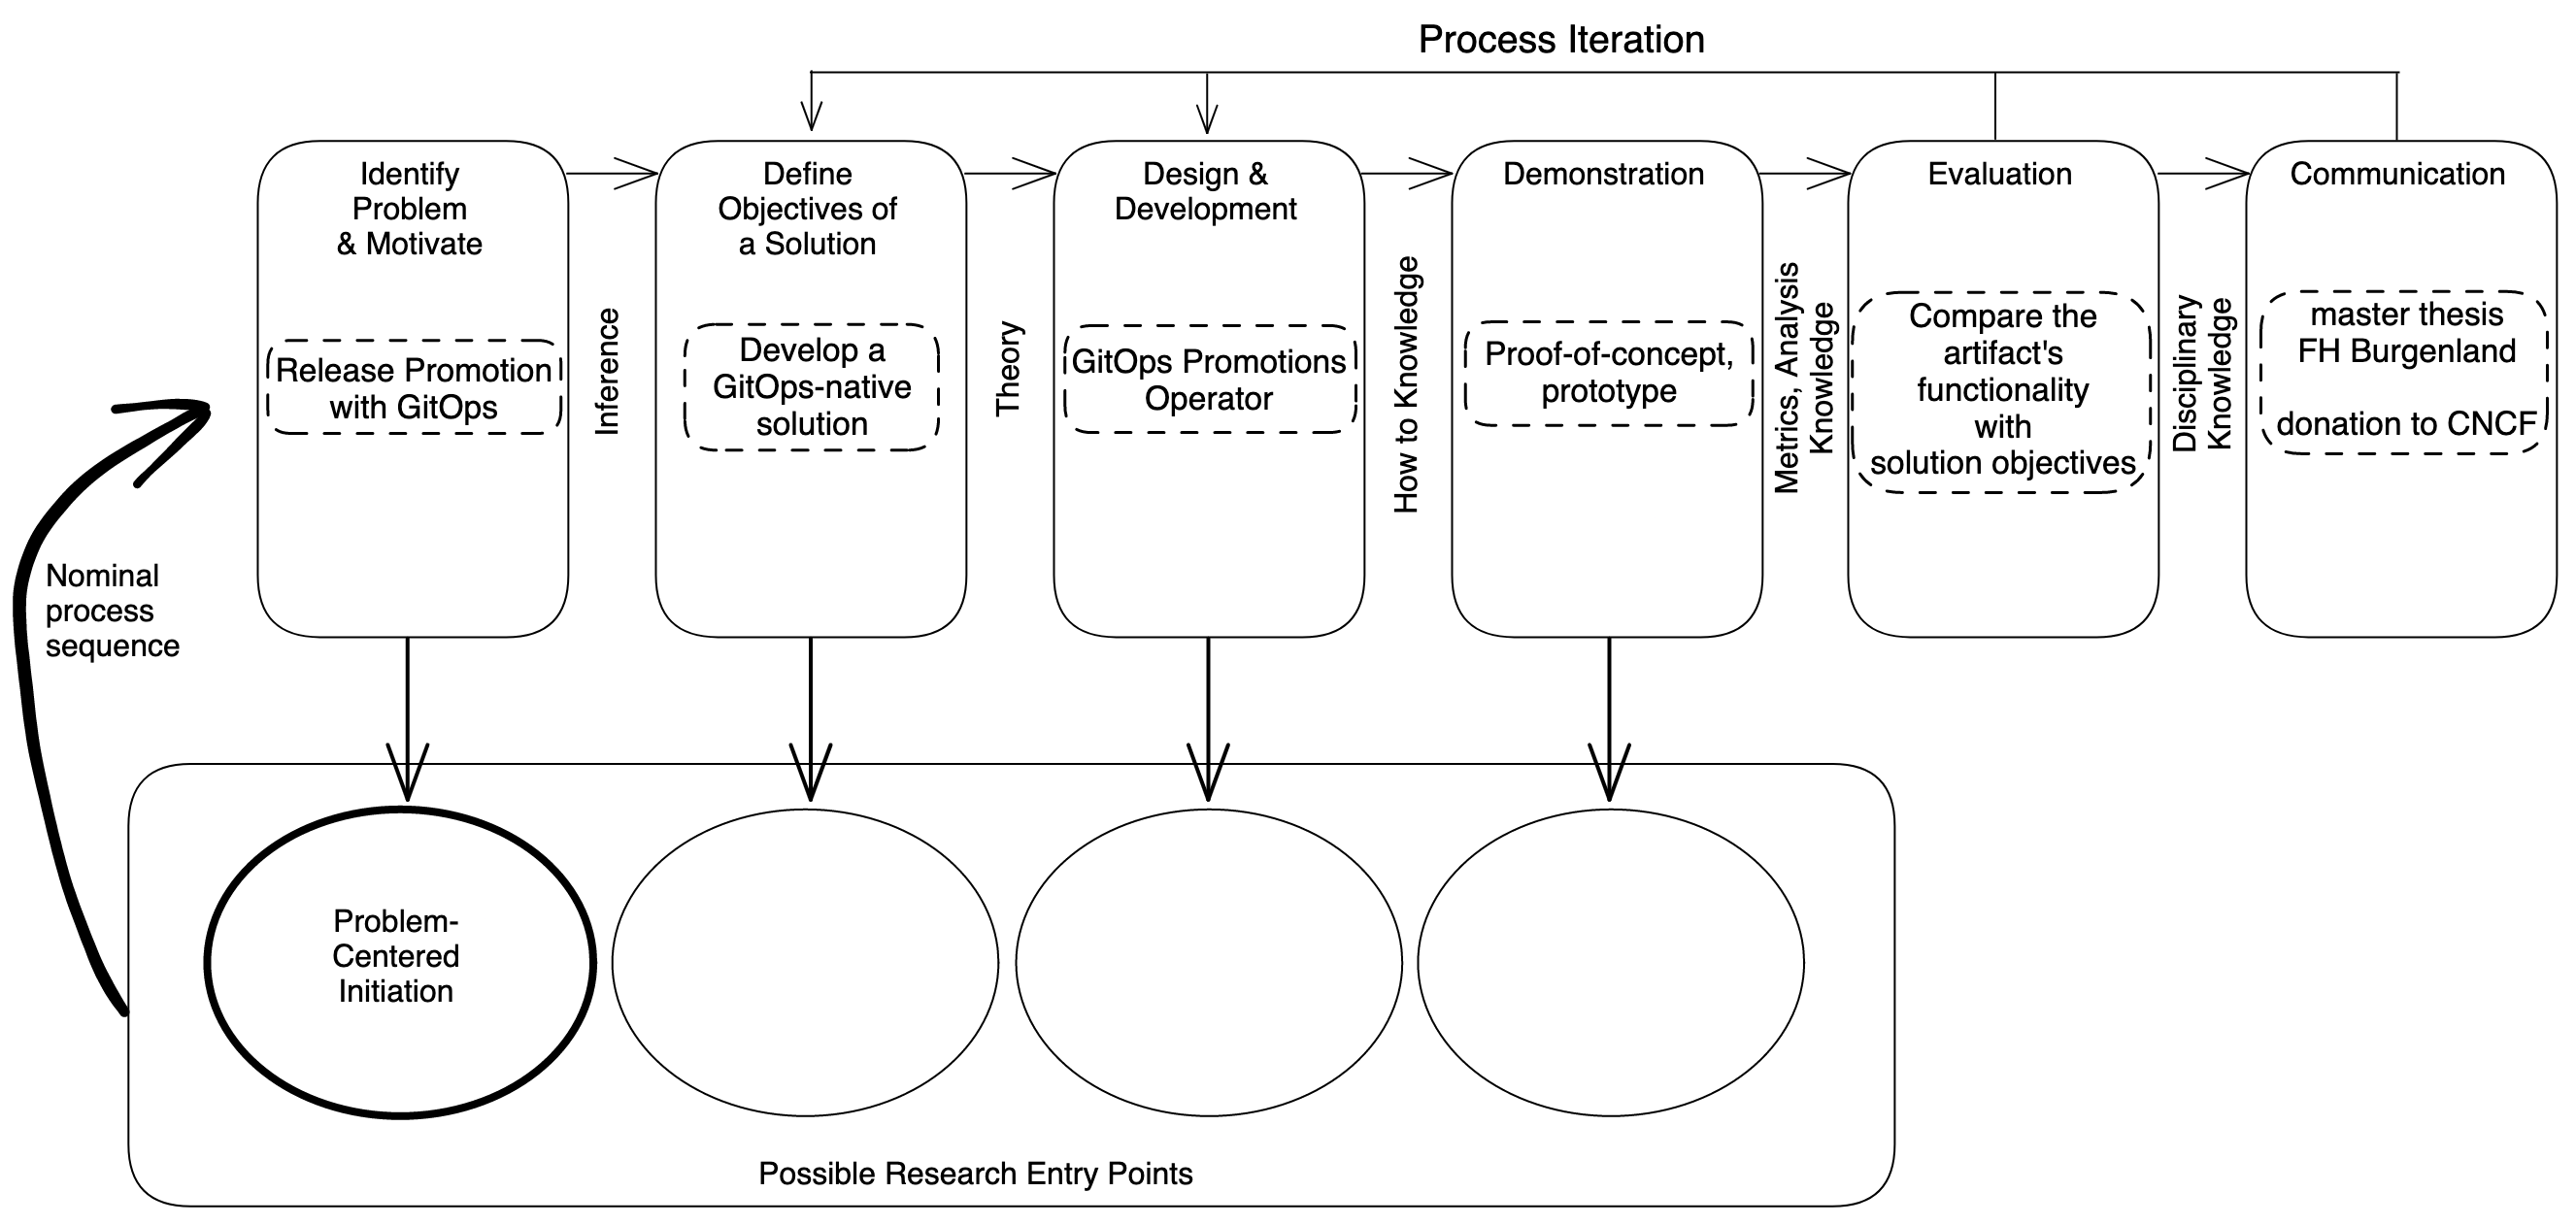 Process Iteration
Identify
Problem
& Motivate
Release Promotion
with GitOps
Inference
Define
Objectives of
a Solution
Develop a
GitOps-native
solution
Theory
Design &
Development
GitOps Promotions
Operator
How to Knowledge
Demonstration
Proof-of-concept,
prototype
Metrics, Analysis
Knowledge
Evaluation
Compare the
artifact's
functionality
with
solution objectives
Disciplinary
Knowledge
Communication
master thesis
FH Burgenland
donation to CNCF
Nominal
process
sequence
Problem-
Centered
Initiation
Possible Research Entry Points